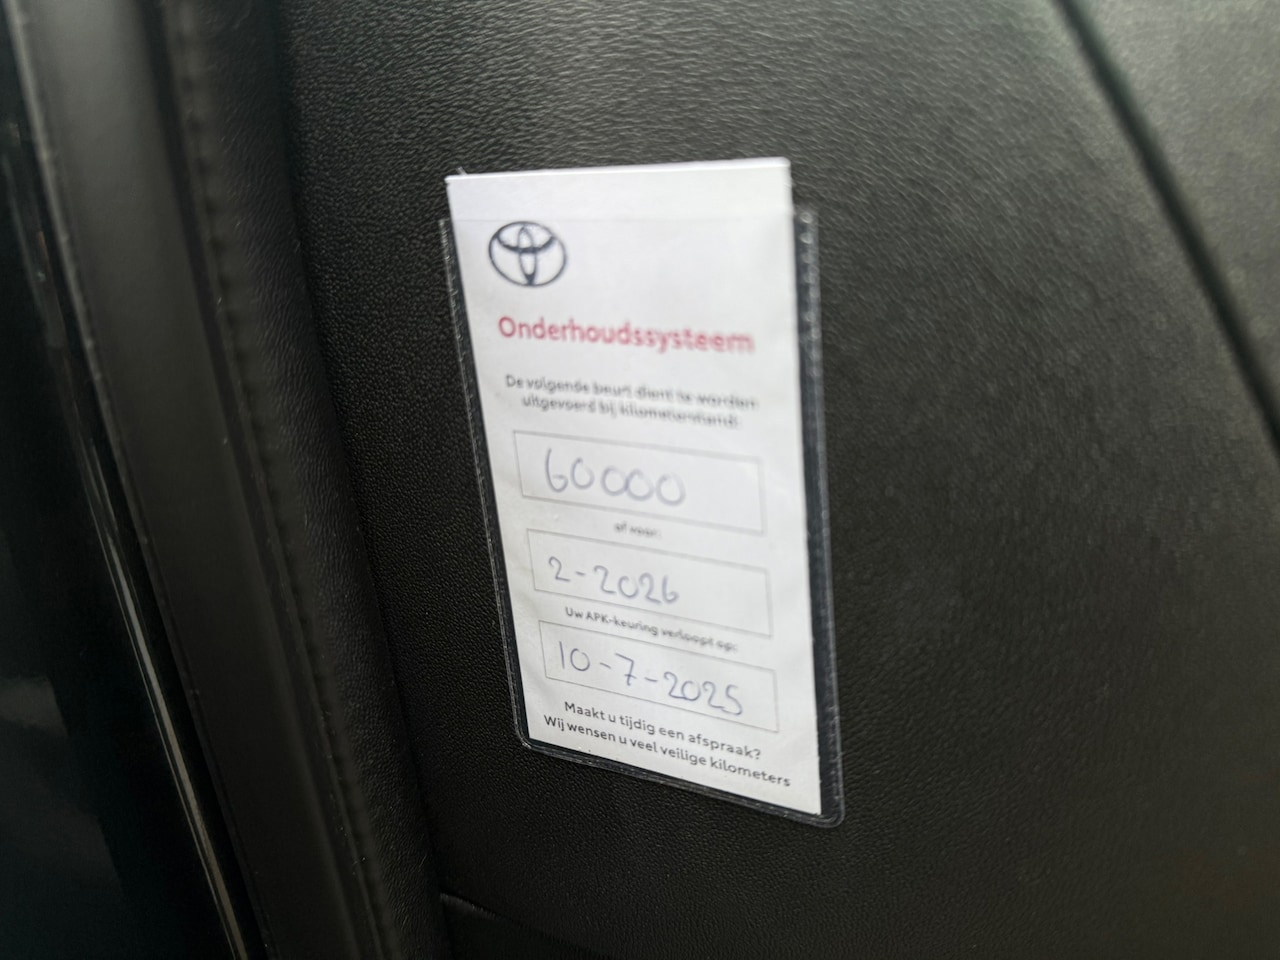 Onderhoudssysteem
De volgende beurt dient te worden
uitgevoerd bij kilometerstand:
60000
of voor:
2-2026
Uw APK-keuring verloopt op:
10-7-2025
Maakt u tijdig een afspraak?
Wij wensen u veel veilige kilometers